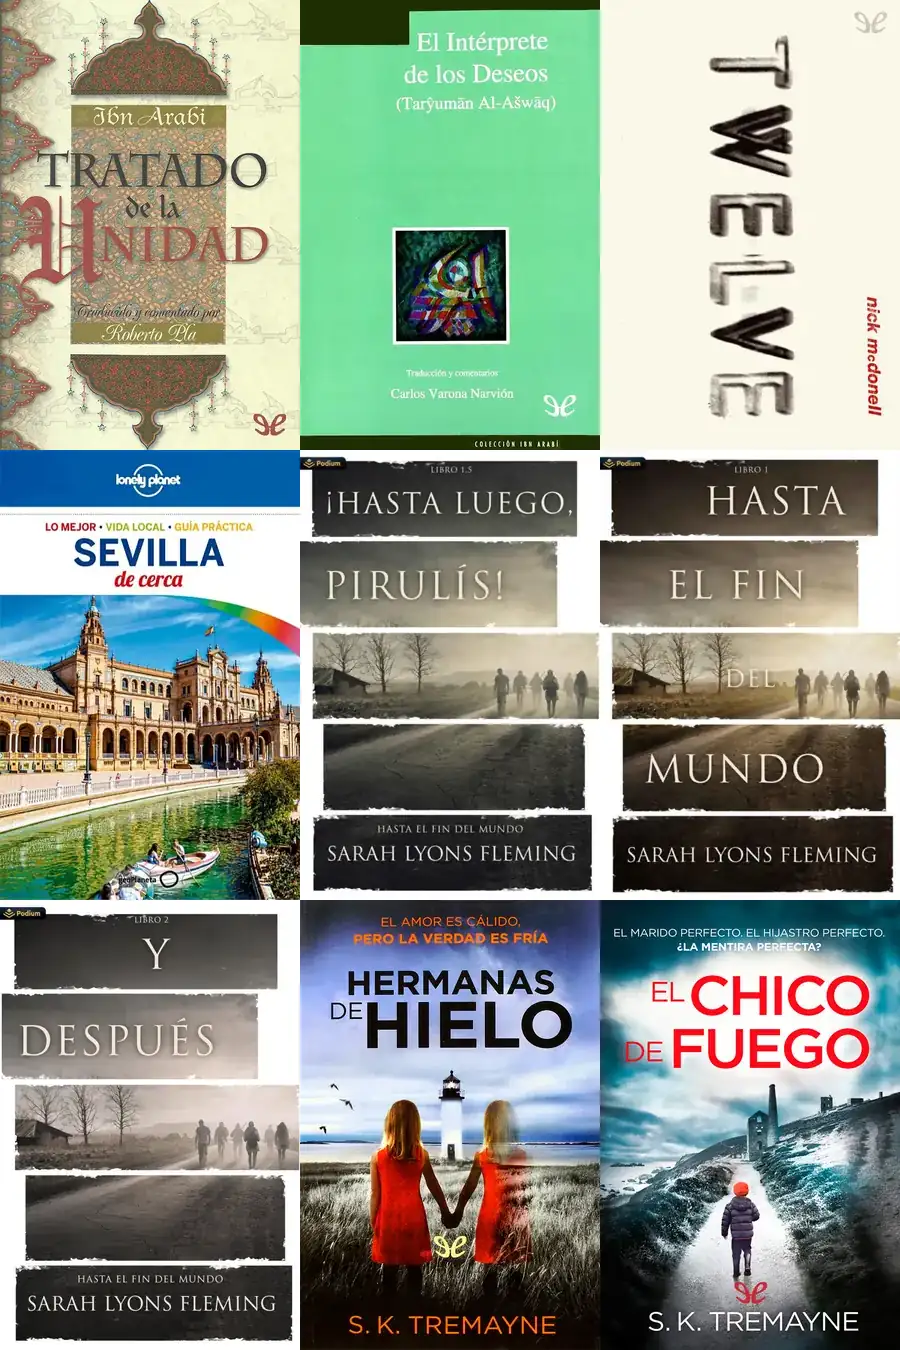 Ibn Arabi
TRATADO
de la
UNIDAD
Traducido y comentado por
Roberto Pla
El Intérprete
de los Deseos
(Tarŷumān Al-Ašwāq)
Traducción y comentarios
Carlos Varona Narvión
COLECCIÓN IBN ARABÍ
TWELVE
nick mcdonell
lonely planet
LO MEJOR • VIDA LOCAL • GUÍA PRÁCTICA
SEVILLA
de cerca
geoPlaneta
Podium
LIBRO 1.5
¡HASTA LUEGO,
PIRULÍS!
HASTA EL FIN DEL MUNDO
SARAH LYONS FLEMING
Podium
LIBRO 1
HASTA
EL FIN
DEL
MUNDO
SARAH LYONS FLEMING
Podium
LIBRO 2
Y
DESPUÉS
HASTA EL FIN DEL MUNDO
SARAH LYONS FLEMING
EL AMOR ES CÁLIDO,
PERO LA VERDAD ES FRÍA
HERMANAS
DE HIELO
S. K. TREMAYNE
EL MARIDO PERFECTO. EL HIJASTRO PERFECTO.
¿LA MENTIRA PERFECTA?
EL CHICO
DE FUEGO
S. K. TREMAYNE